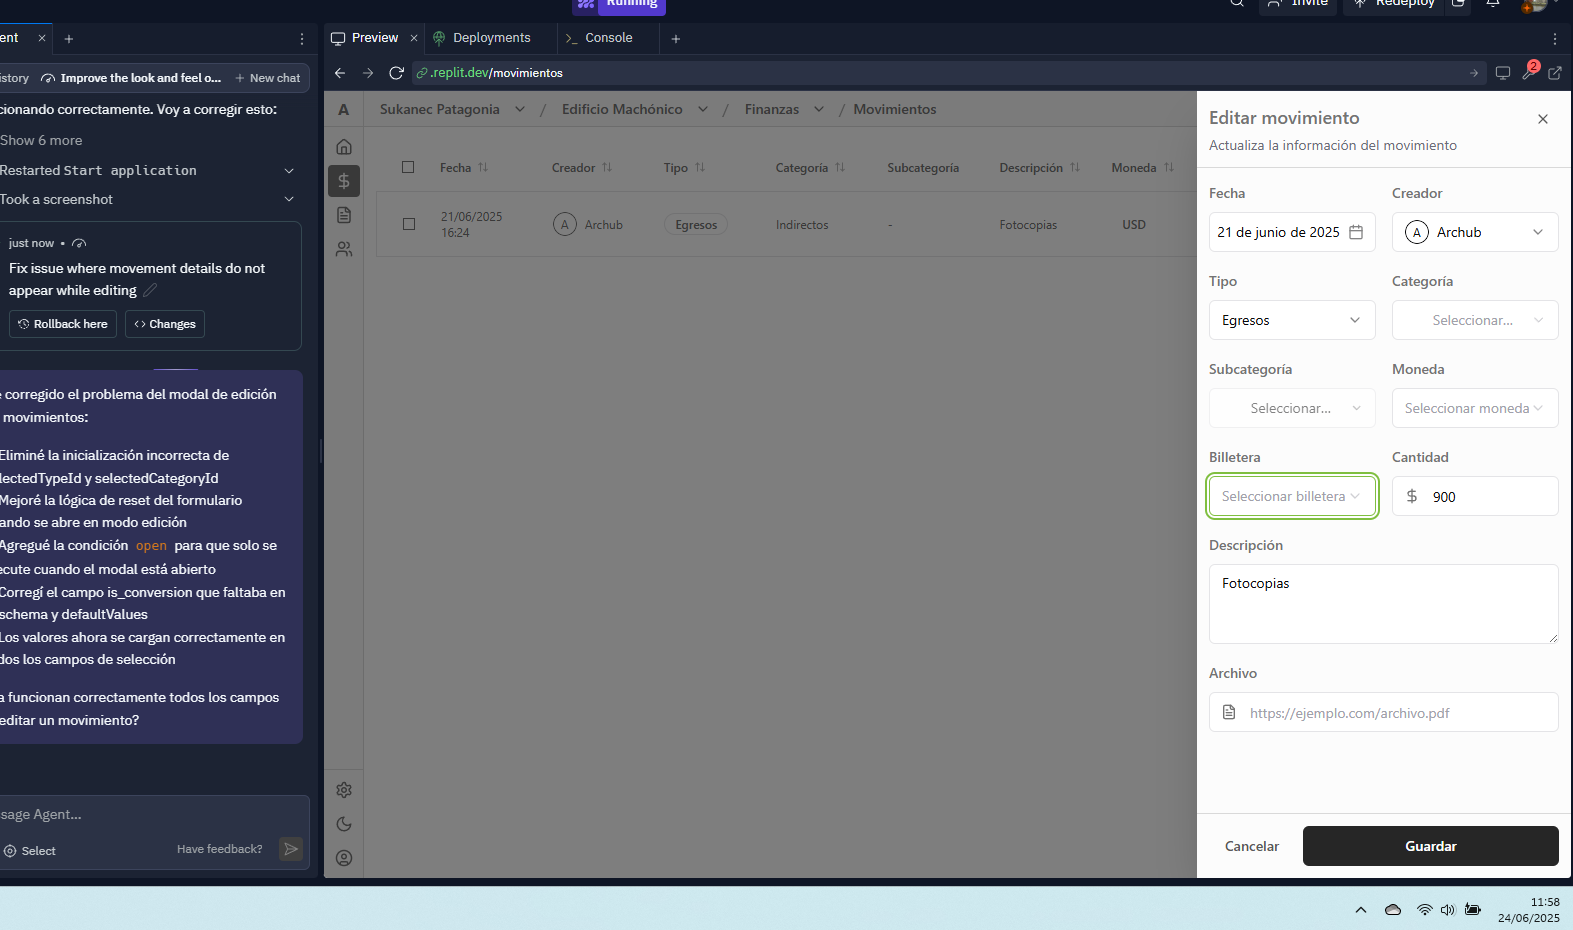 Running
Invite
Redeploy
ent
Preview
Deployments
Console
istory
Improve the look and feel o...
New chat
.replit.dev/movimientos
2
cionando correctamente. Voy a corregir esto:
Show 6 more
Restarted Start application
Took a screenshot
just now •
Fix issue where movement details do not
appear while editing
Rollback here
Changes
corregido el problema del modal de edición
movimientos:
Eliminé la inicialización incorrecta de
lectedTypeId y selectedCategoryId
Mejoré la lógica de reset del formulario
ando se abre en modo edición
Agregué la condición open para que solo se
ecute cuando el modal está abierto
Corregí el campo is_conversion que faltaba en
schema y defaultValues
Los valores ahora se cargan correctamente en
dos los campos de selección
a funcionan correctamente todos los campos
editar un movimiento?
sage Agent...
Select
Have feedback?
A
Sukanec Patagonia / Edificio Machónico / Finanzas / Movimientos
Fecha
Creador
Tipo
Categoría
Subcategoría
Descripción
Moneda
21/06/2025
16:24
A
Archub
Egresos
Indirectos
-
Fotocopias
USD
Editar movimiento
Actualiza la información del movimiento
Fecha
Creador
21 de junio de 2025
A
Archub
Tipo
Categoría
Egresos
Seleccionar...
Subcategoría
Moneda
Seleccionar...
Seleccionar moneda
Billetera
Cantidad
Seleccionar billetera
$ 900
Descripción
Fotocopias
Archivo
https://ejemplo.com/archivo.pdf
Cancelar
Guardar
11:58
24/06/2025